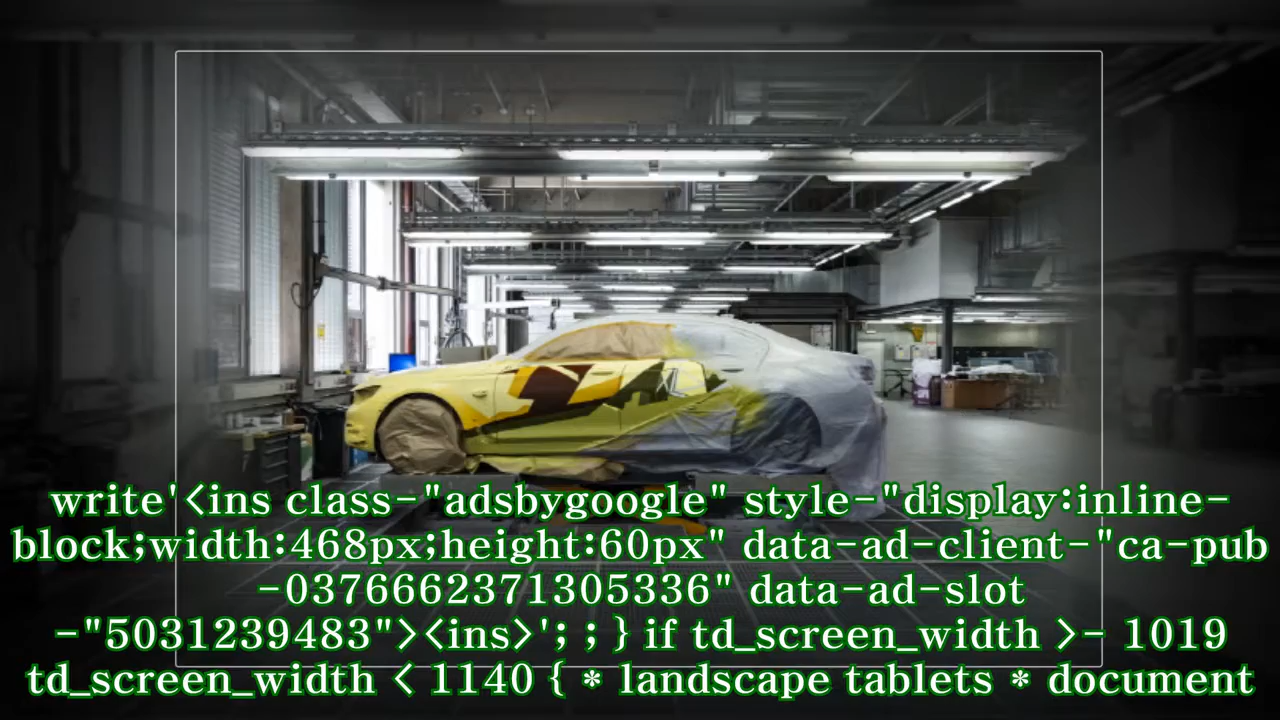 write'<ins class-"adsbygoogle" style-"display:inline-
block;width:468px;height:60px" data-ad-client-"ca-pub
-0376662371305336" data-ad-slot
-"5031239483"><ins>'; ; } if td_screen_width >- 1019
td_screen_width < 1140 { * landscape tablets * document